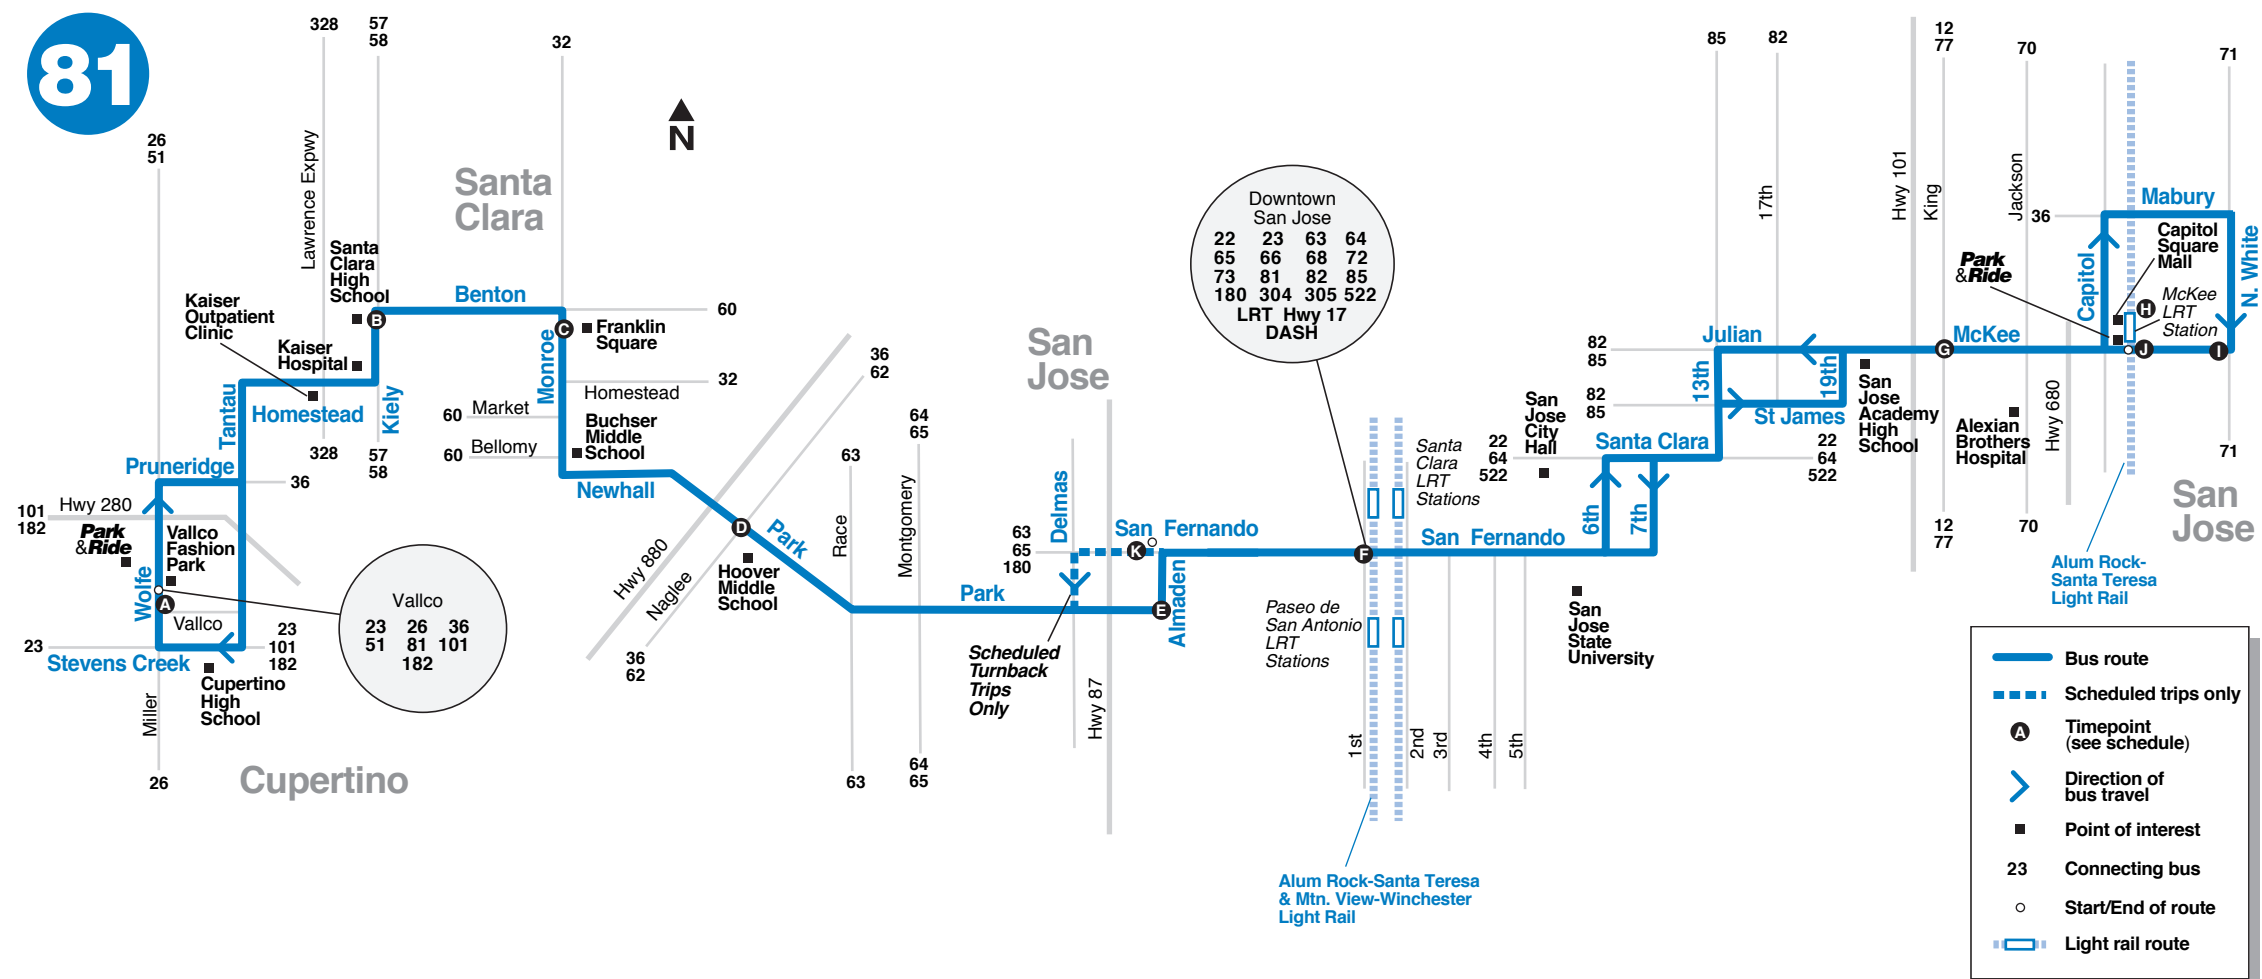 81
328
57
58
32
26
51
Lawrence Expwy
N
Santa
Clara
Santa
Clara
High
School
Kaiser
Outpatient
Clinic
Kaiser
Hospital
B
Benton
60
C
Franklin
Square
Monroe
Homestead
32
60 Market
60 Bellomy
Buchser
Middle
School
Newhall
Tantau
Homestead
Kiely
328
57
58
Pruneridge
36
101
182
Hwy 280
Park
& Ride
Vallco
Fashion
Park
Wolfe
A
Vallco
23
Stevens Creek
23
101
182
Cupertino
High
School
Miller
26
Cupertino
Vallco
23 26 36
51 81 101
182
36
62
Hwy 880
Naglee
36
62
D
Park
Hoover
Middle
School
63
Race
63
64
65
Montgomery
64
65
Park
San
Jose
Delmas
63
65
180
San Fernando
K
E
Almaden
Scheduled
Turnback
Trips
Only
Hwy 87
Downtown
San Jose
22 23 63 64
65 66 68 72
73 81 82 85
180 304 305 522
LRT Hwy 17
DASH
F
Santa
Clara
LRT
Stations
Paseo de
San Antonio
LRT
Stations
1st
2nd
3rd
4th
5th
Alum Rock-Santa Teresa
& Mtn. View-Winchester
Light Rail
San Fernando
San
Jose
City
Hall
22
64
522
6th
7th
Santa Clara
22
64
522
San
Jose
State
University
85
82
17th
82
85
82
85
Julian
13th
19th
St James
San
Jose
Academy
High
School
Hwy 101
King
12
77
G
McKee
12
77
70
Jackson
70
Alexian
Brothers
Hospital
Hwy 680
36
Park
& Ride
Capitol
Mabury
71
Capitol
Square
Mall
H
McKee
LRT
Station
N. White
J
I
71
San
Jose
Alum Rock-
Santa Teresa
Light Rail
Bus route
Scheduled trips only
A
Timepoint
(see schedule)
Direction of
bus travel
Point of interest
23 Connecting bus
Start/End of route
Light rail route